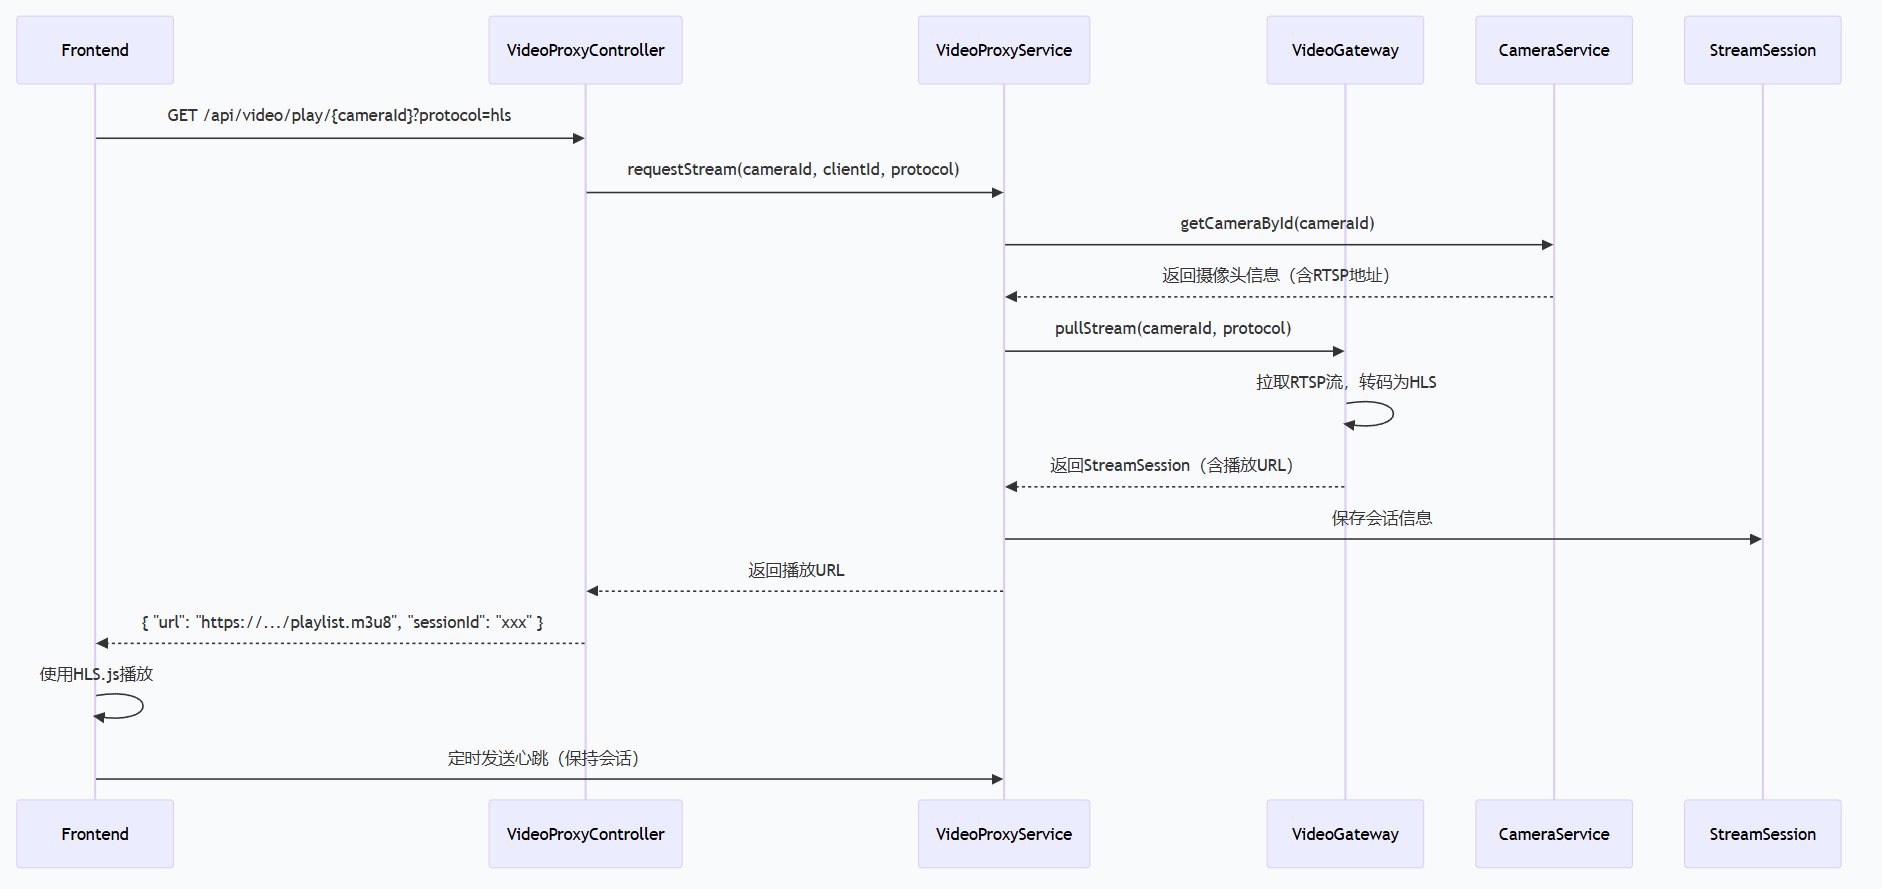 Frontend
VideoProxyController
VideoProxyService
VideoGateway
CameraService
StreamSession
GET /api/video/play/{cameraId}?protocol=hls
requestStream(cameraId, clientId, protocol)
getCameraById(cameraId)
返回摄像头信息（含RTSP地址）
pullStream(cameraId, protocol)
拉取RTSP流，转码为HLS
返回StreamSession（含播放URL）
保存会话信息
返回播放URL
{ "url": "https://.../playlist.m3u8", "sessionId": "xxx" }
使用HLS.js播放
定时发送心跳（保持会话）
Frontend
VideoProxyController
VideoProxyService
VideoGateway
CameraService
StreamSession